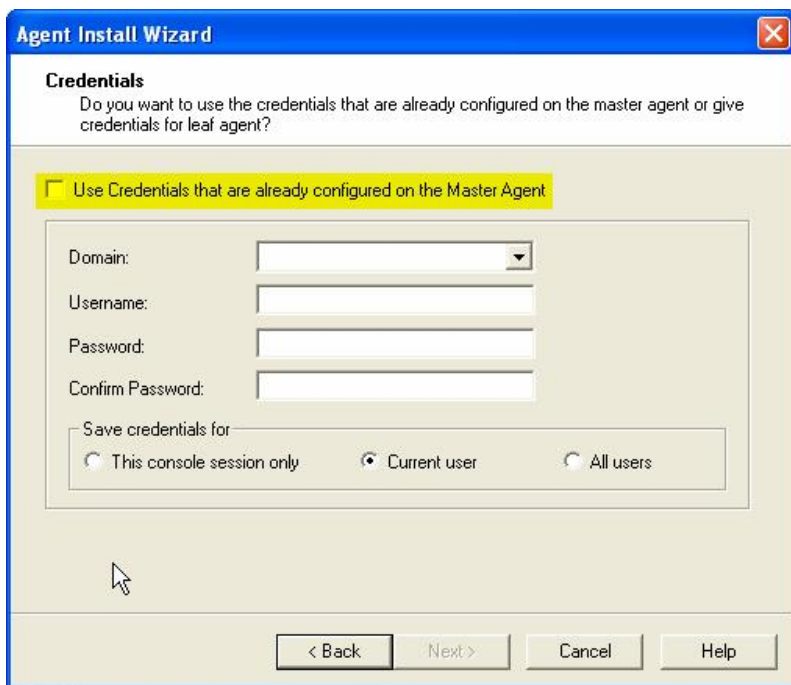 Agent Install Wizard
Credentials
Do you want to use the credentials that are already configured on the master agent or give
credentials for leaf agent?
Use Credentials that are already configured on the Master Agent
Domain:
Username:
Password:
Confirm Password:
Save credentials for
This console session only Current user All users
< Back Next > Cancel Help